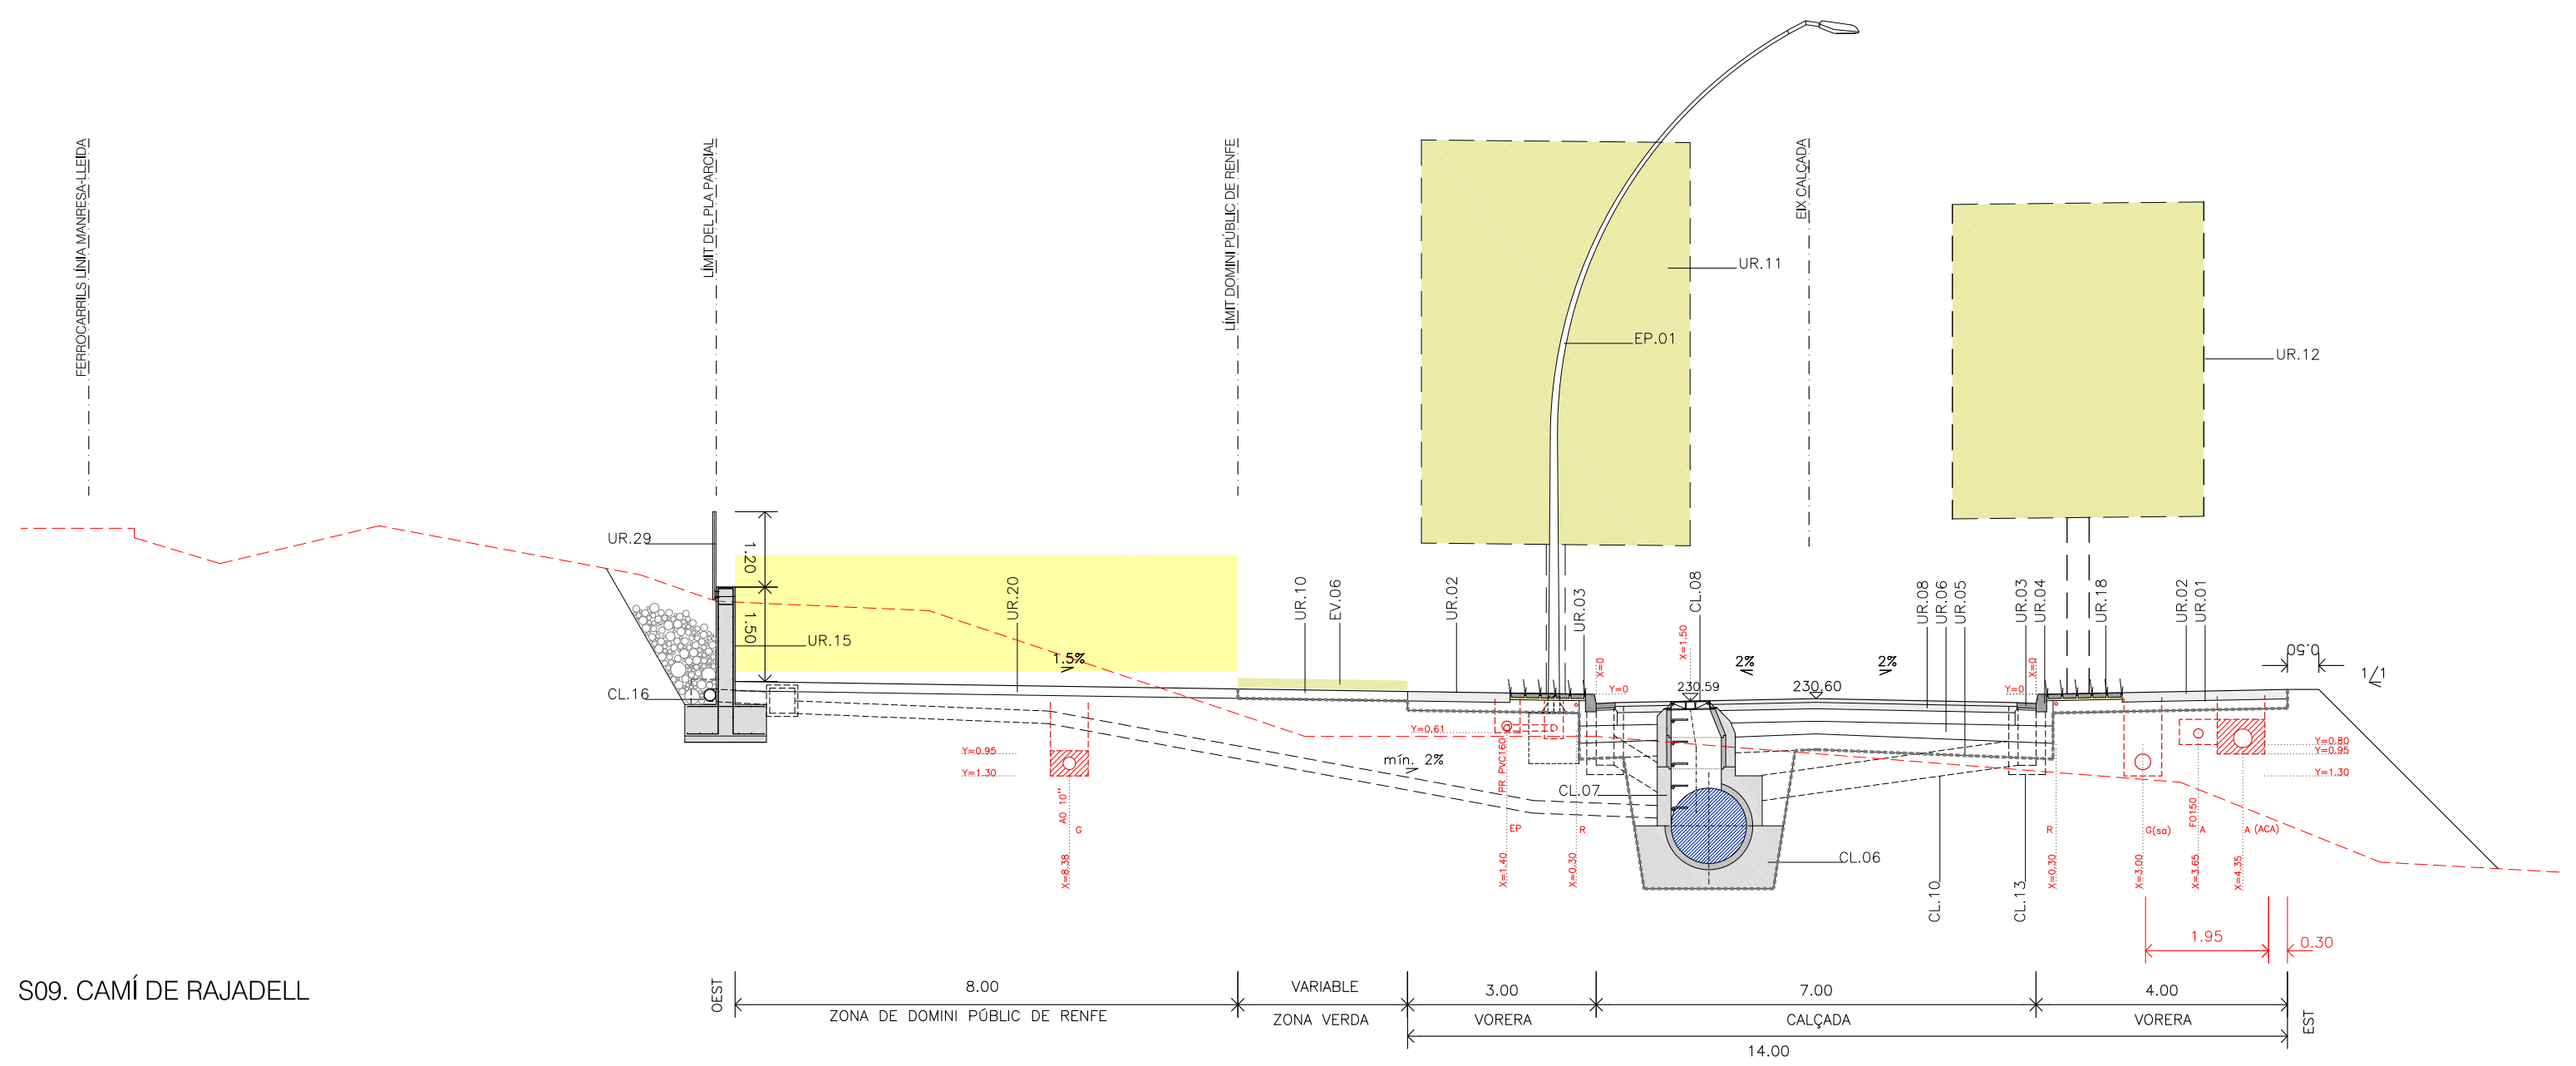 FERROCARRILS LÍNIA MANRESA-LLEIDA
LÍMIT DEL PLA PARCIAL
LÍMIT DOMINI PÚBLIC DE RENFE
EIX CALÇADA
UR.11
EP.01
UR.12
UR.29
1.20
1.50
UR.15
CL.16
UR.20
1.5%
UR.10
EV.06
UR.02
UR.03
X=0
Y=0
X=1.50
CL.08
230.59
2%
230.60
2%
UR.08
UR.06
UR.05
UR.03
UR.04
X=0
Y=0
UR.18
UR.02
UR.01
0.50
1/1
Y=0.95
Y=1.30
AO 10"
G
X=8.38
Y=0.61
mín. 2%
PR PVC160
EP
X=1.40
R
X=0.30
CL.07
CL.06
CL.10
CL.13
R
X=0.30
G(sa)
X=3.00
FO150
A
X=3.65
A (ACA)
X=4.35
Y=0.80
Y=0.95
Y=1.30
1.95
0.30
S09. CAMÍ DE RAJADELL
OEST
8.00
ZONA DE DOMINI PÚBLIC DE RENFE
VARIABLE
ZONA VERDA
3.00
VORERA
7.00
CALÇADA
4.00
VORERA
EST
14.00